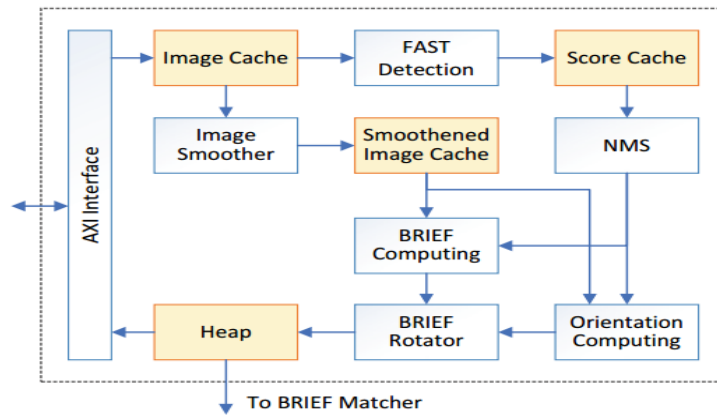 AXI Interface
Image Cache
FAST
Detection
Score Cache
Image
Smoother
Smoothened
Image Cache
NMS
BRIEF
Computing
Heap
BRIEF
Rotator
Orientation
Computing
To BRIEF Matcher